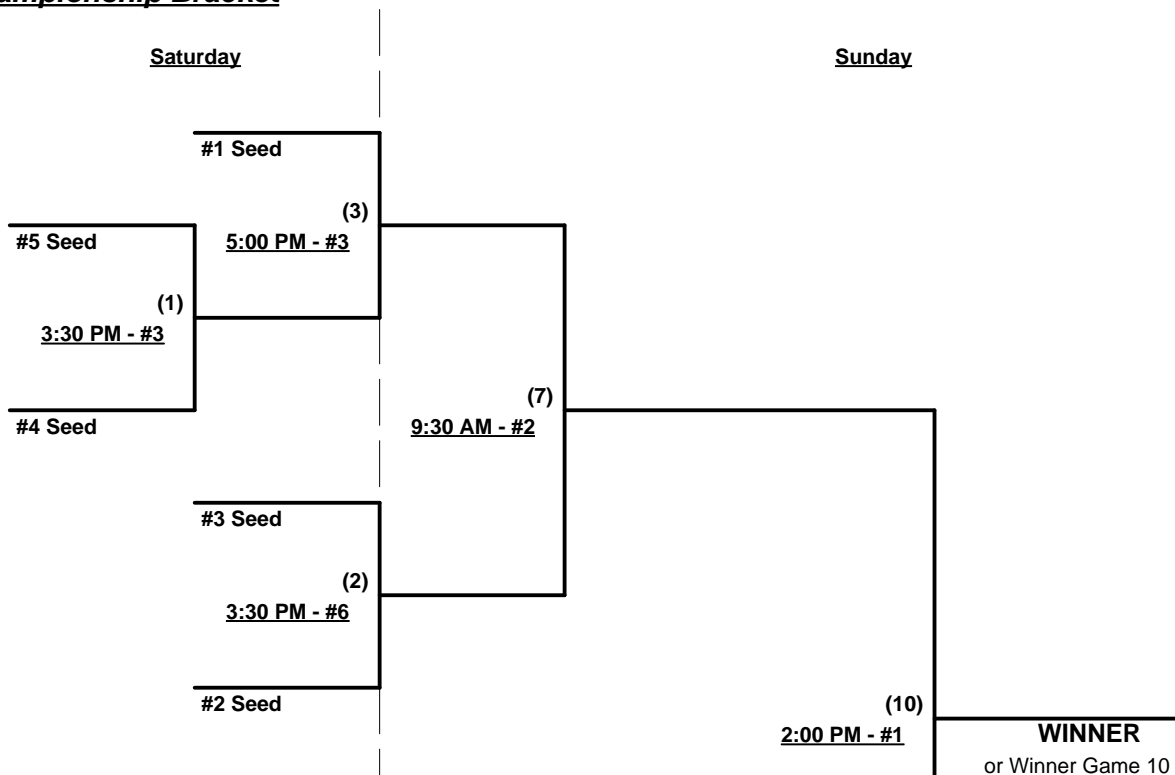 Saturday
Sunday
#1 Seed
(3)
#5 Seed
5:00 PM - #3
(1)
3:30 PM - #3
(7)
#4 Seed
9:30 AM - #2
#3 Seed
(2)
3:30 PM - #6
#2 Seed
(10)
2:00 PM - #1
WINNER
or Winner Game 10